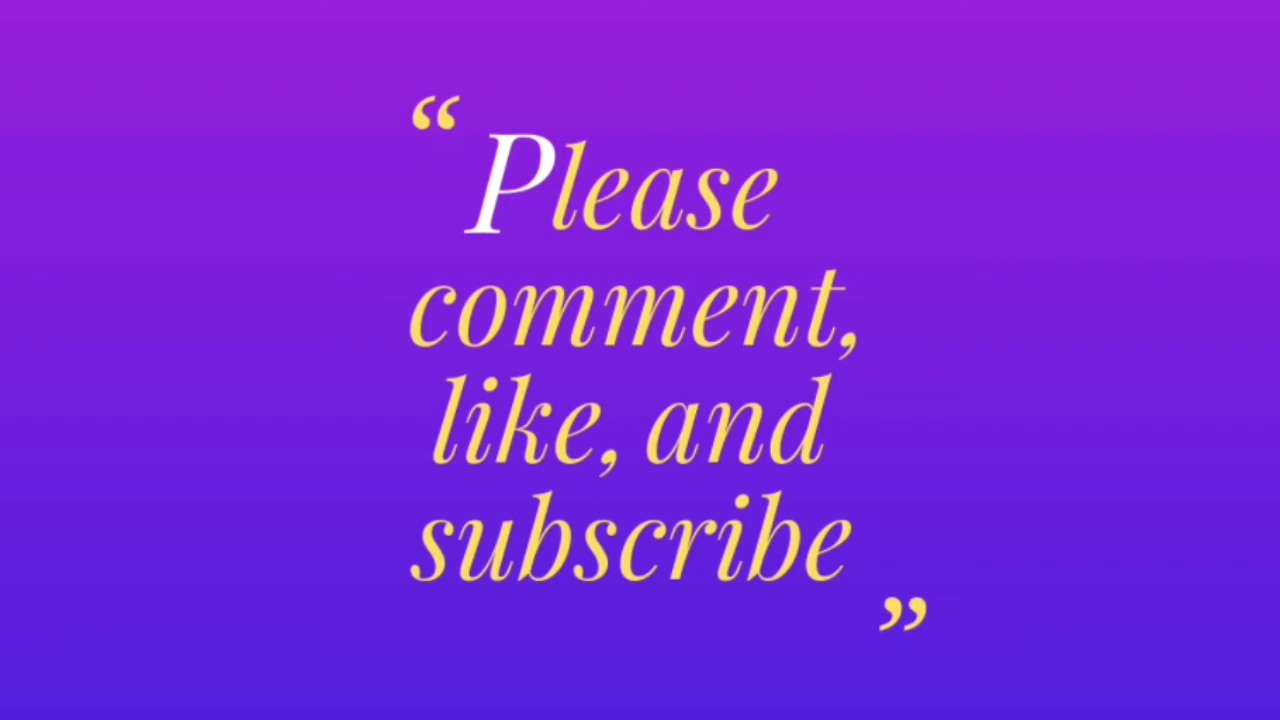 “Please
comment,
like, and
subscribe”